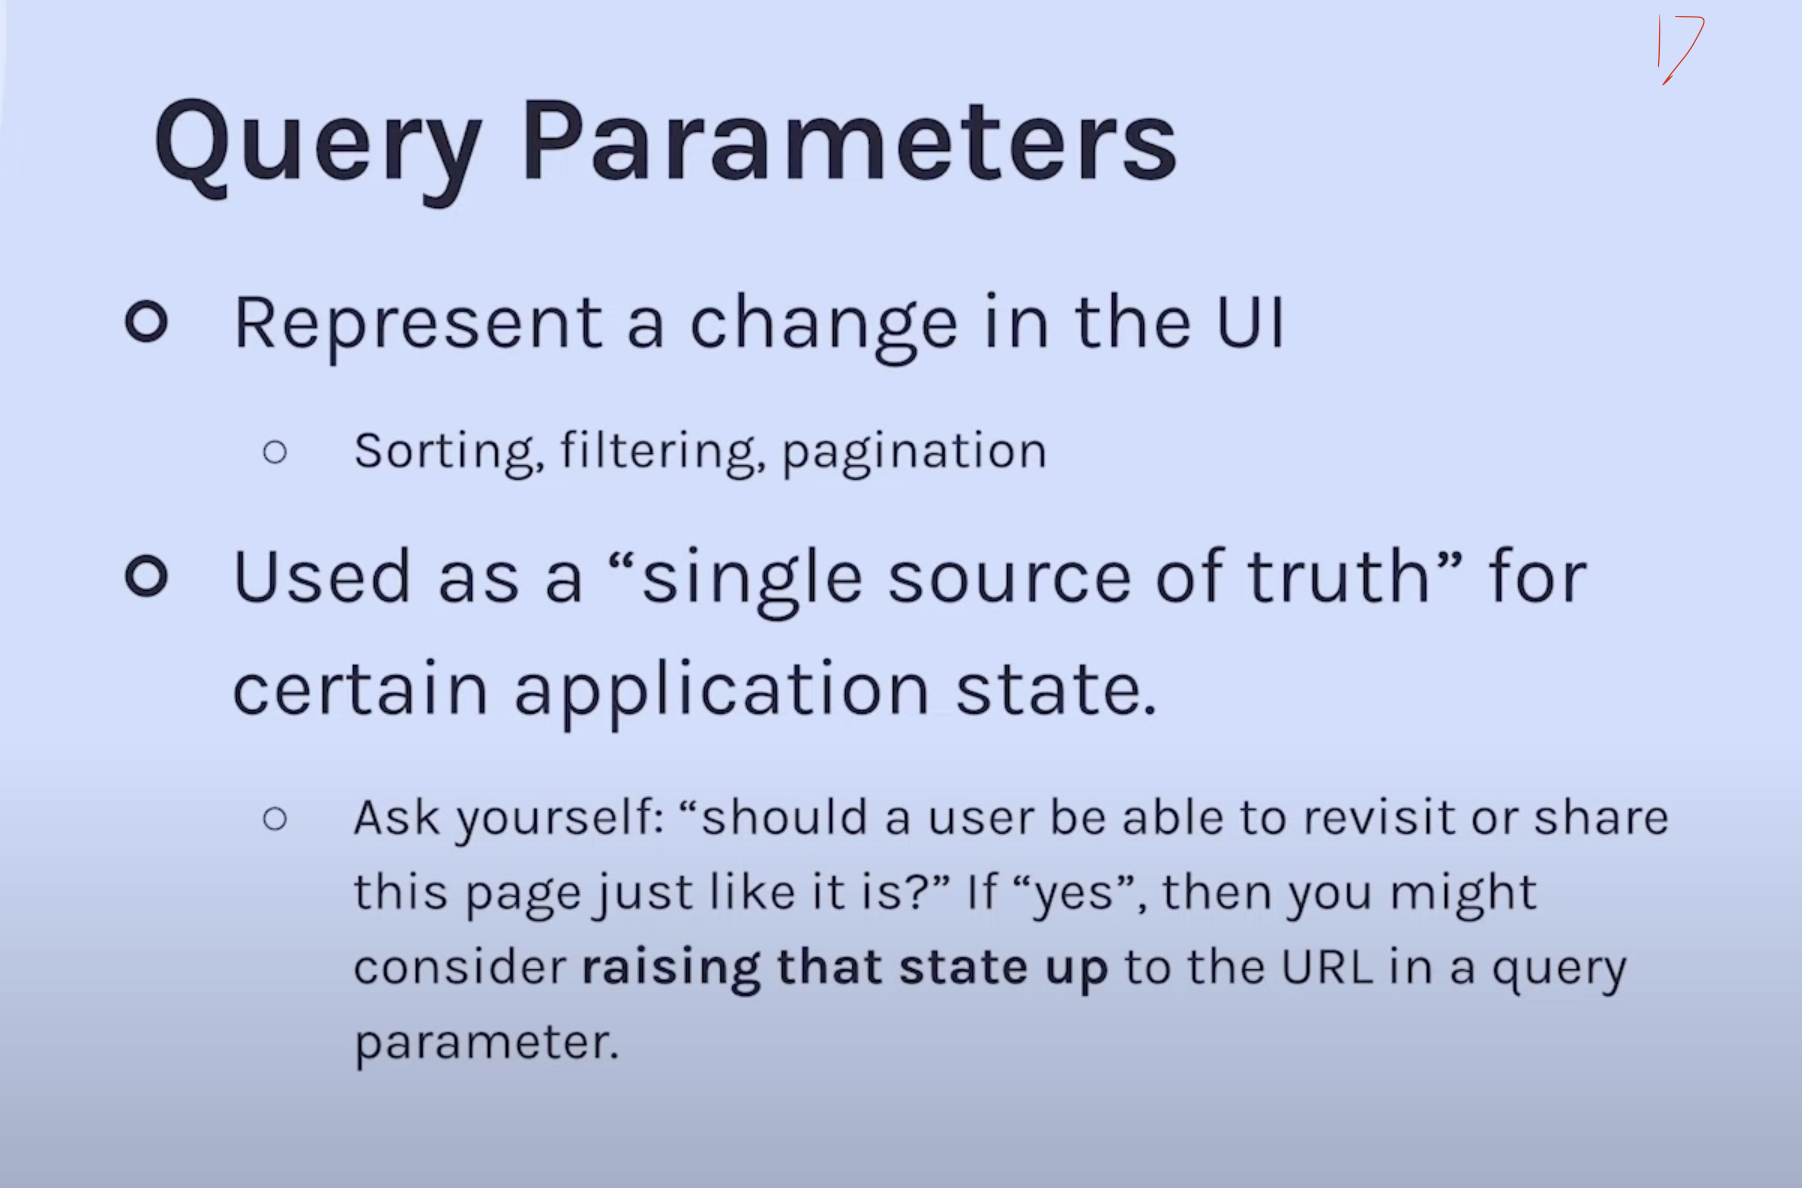 17
Query Parameters
Represent a change in the UI
Sorting, filtering, pagination
Used as a “single source of truth” for
certain application state.
Ask yourself: “should a user be able to revisit or share
this page just like it is?” If “yes”, then you might
consider raising that state up to the URL in a query
parameter.